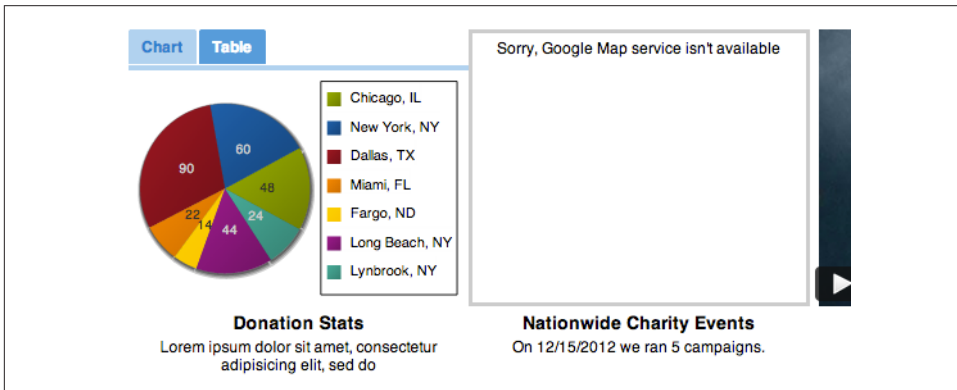 Chart
Table
Chicago, IL
New York, NY
Dallas, TX
Miami, FL
Fargo, ND
Long Beach, NY
Lynbrook, NY
60
48
24
44
14
22
90
Donation Stats
Lorem ipsum dolor sit amet, consectetur
adipisicing elit, sed do
Sorry, Google Map service isn't available
Nationwide Charity Events
On 12/15/2012 we ran 5 campaigns.